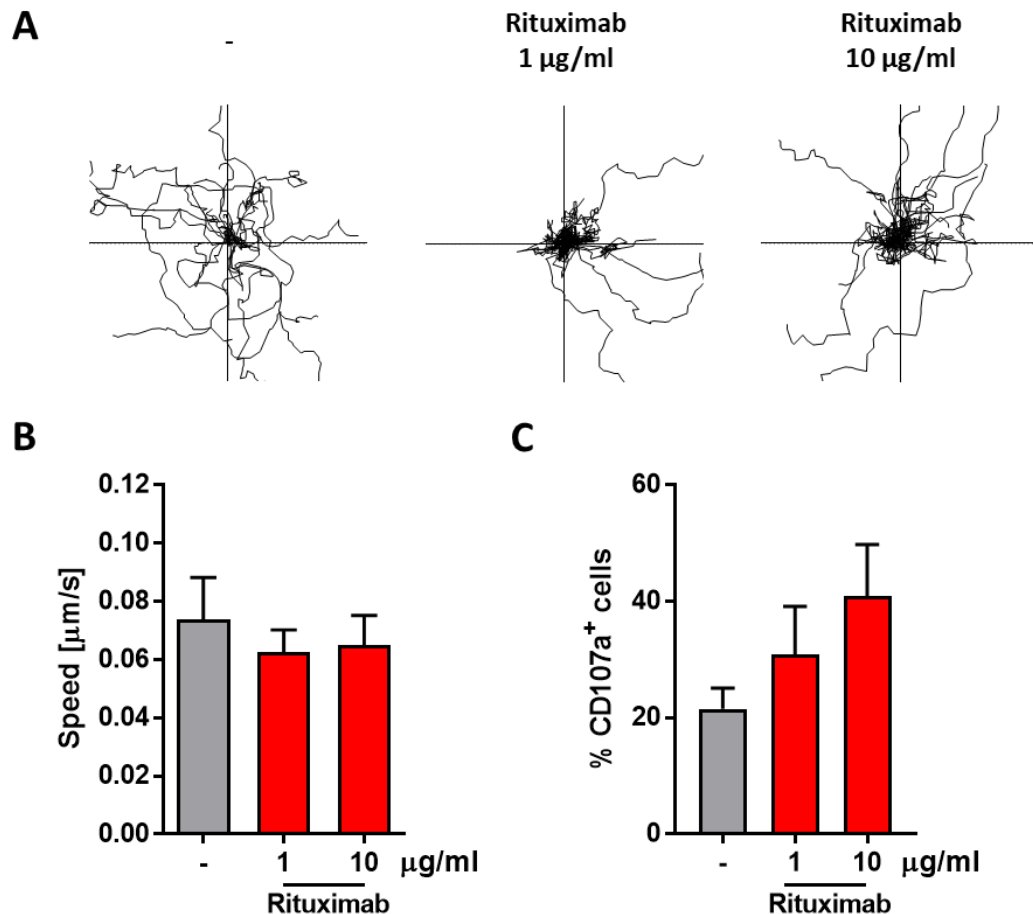 A
-
Rituximab
1 μg/ml
Rituximab
10 μg/ml
B
Speed [μm/s]
0.12
0.10
0.08
0.06
0.04
0.02
0.00
- 1 10 μg/ml
Rituximab
C
% CD107a⁺ cells
60
40
20
0
- 1 10 μg/ml
Rituximab